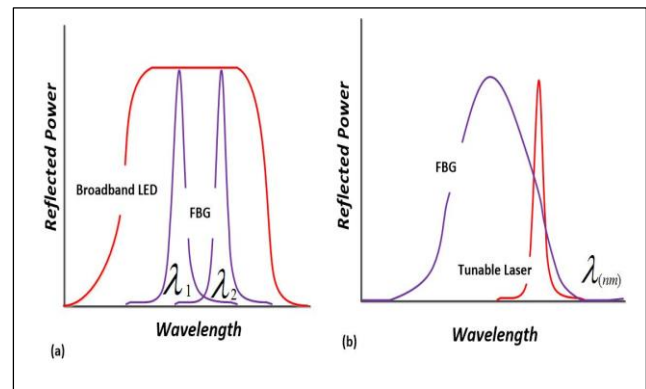 Reflected Power
Broadband LED
FBG
λ1
λ2
Wavelength
(a)
Reflected Power
FBG
Tunable Laser
λ(nm)
Wavelength
(b)